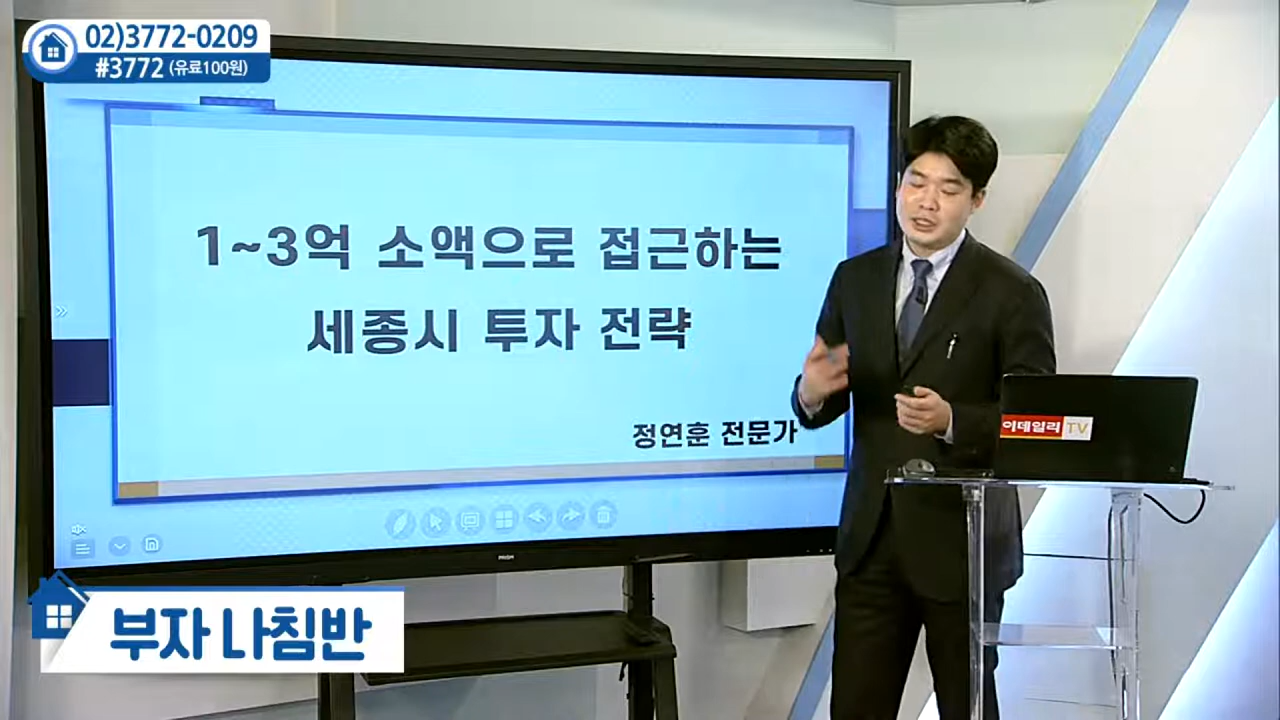 02)3772-0209
#3772 (유료100원)
1~3억 소액으로 접근하는
세종시 투자 전략
정연훈 전문가
이데일리TV
PRISM
부자 나침반